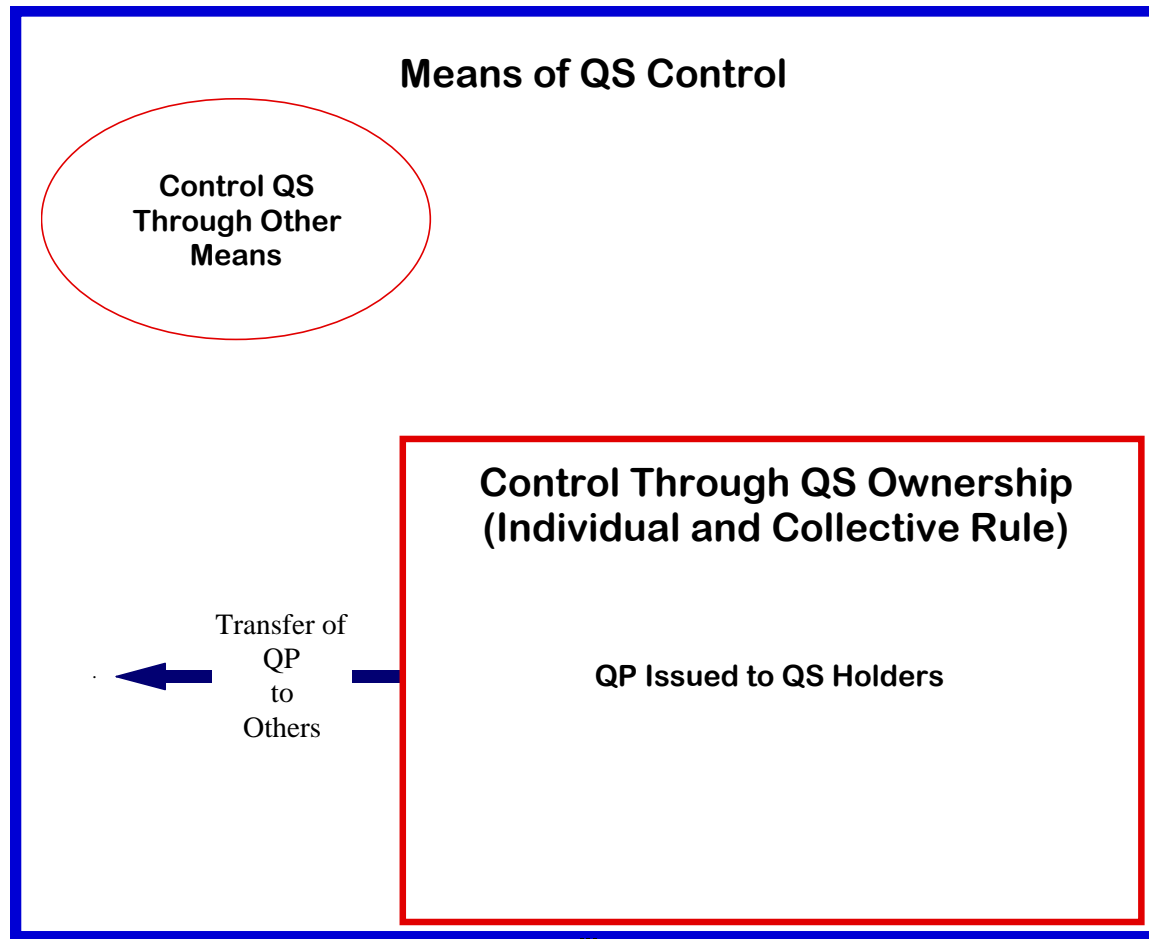 Means of QS Control
Control QS
Through Other
Means
Control Through QS Ownership
(Individual and Collective Rule)
Transfer of
QP
to
Others
QP Issued to QS Holders